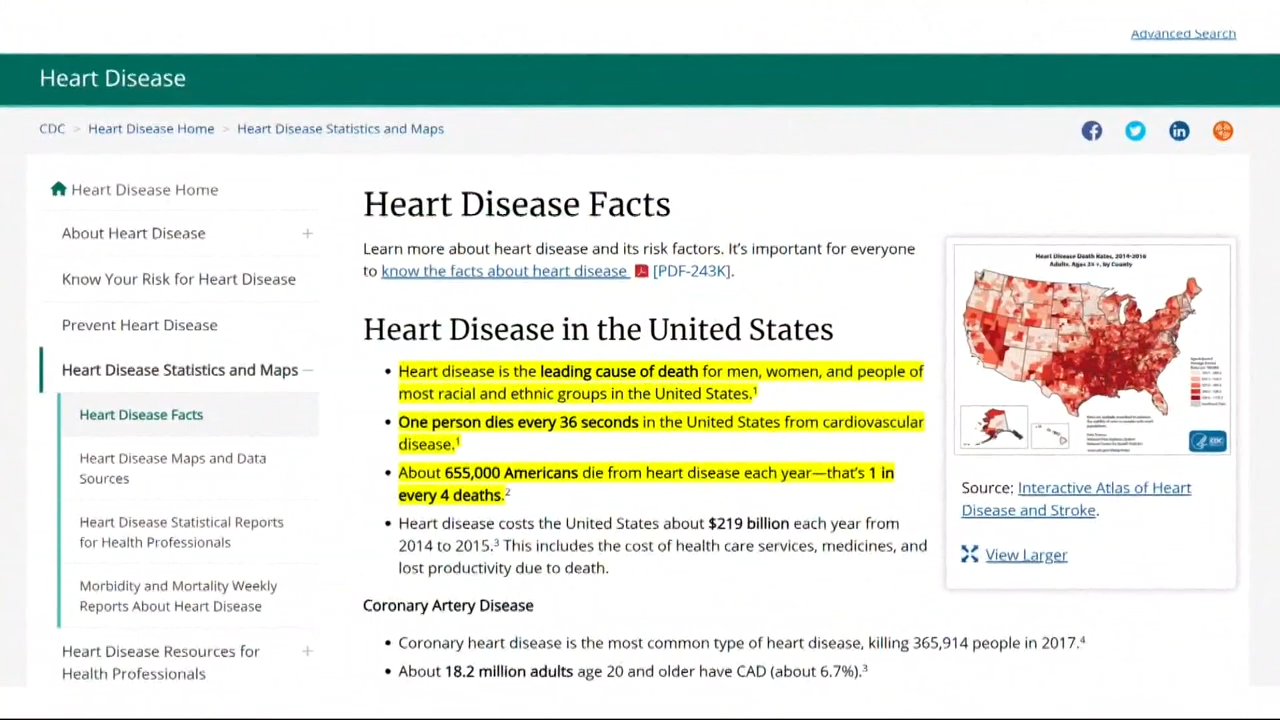 Advanced Search
Heart Disease
CDC > Heart Disease Home > Heart Disease Statistics and Maps
Heart Disease Home
About Heart Disease +
Know Your Risk for Heart Disease
Prevent Heart Disease
Heart Disease Statistics and Maps —
Heart Disease Facts
Heart Disease Maps and Data
Sources
Heart Disease Statistical Reports
for Health Professionals
Morbidity and Mortality Weekly
Reports About Heart Disease
Heart Disease Resources for +
Health Professionals
Heart Disease Facts
Learn more about heart disease and its risk factors. It’s important for everyone
to know the facts about heart disease [PDF-243K].
Heart Disease in the United States
• Heart disease is the leading cause of death for men, women, and people of
most racial and ethnic groups in the United States.¹
• One person dies every 36 seconds in the United States from cardiovascular
disease.¹
• About 655,000 Americans die from heart disease each year—that’s 1 in
every 4 deaths.²
• Heart disease costs the United States about $219 billion each year from
2014 to 2015.³ This includes the cost of health care services, medicines, and
lost productivity due to death.
Coronary Artery Disease
• Coronary heart disease is the most common type of heart disease, killing 365,914 people in 2017.⁴
• About 18.2 million adults age 20 and older have CAD (about 6.7%).³
Heart Disease Death Rates, 2014-2016
Adults, Ages 35+, by County
CDC
Source: Interactive Atlas of Heart
Disease and Stroke.
View Larger